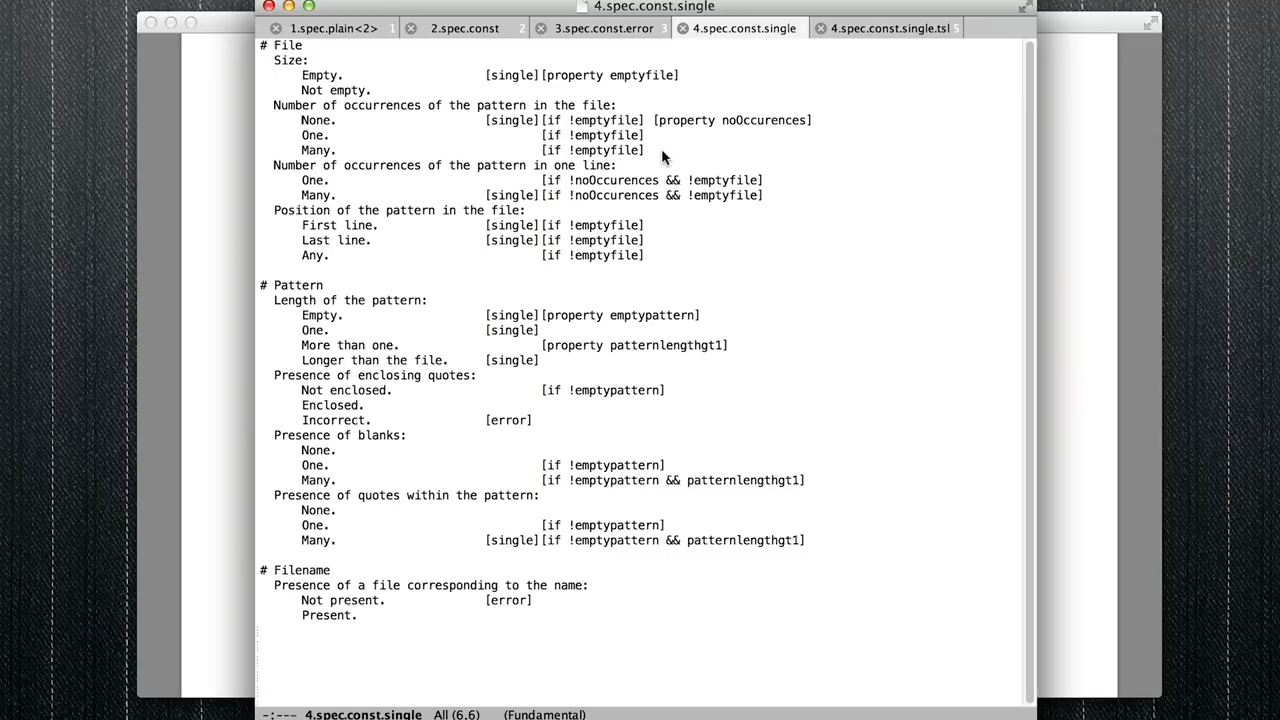 4.spec.const.single
1.spec.plain<2> 1 2.spec.const 2 3.spec.const.error 3 4.spec.const.single 4.spec.const.single.tsl 5
# File
Size:
Empty. [single][property emptyfile]
Not empty.
Number of occurrences of the pattern in the file:
None. [single][if !emptyfile] [property noOccurences]
One. [if !emptyfile]
Many. [if !emptyfile]
Number of occurrences of the pattern in one line:
One. [if !noOccurences && !emptyfile]
Many. [single][if !noOccurences && !emptyfile]
Position of the pattern in the file:
First line. [single][if !emptyfile]
Last line. [single][if !emptyfile]
Any. [if !emptyfile]
# Pattern
Length of the pattern:
Empty. [single][property emptypattern]
One. [single]
More than one. [property patternlengthgt1]
Longer than the file. [single]
Presence of enclosing quotes:
Not enclosed. [if !emptypattern]
Enclosed.
Incorrect. [error]
Presence of blanks:
None.
One. [if !emptypattern]
Many. [if !emptypattern && patternlengthgt1]
Presence of quotes within the pattern:
None.
One. [if !emptypattern]
Many. [single][if !emptypattern && patternlengthgt1]
# Filename
Presence of a file corresponding to the name:
Not present. [error]
Present.
-:--- 4.spec.const.single All (6,6) (Fundamental)